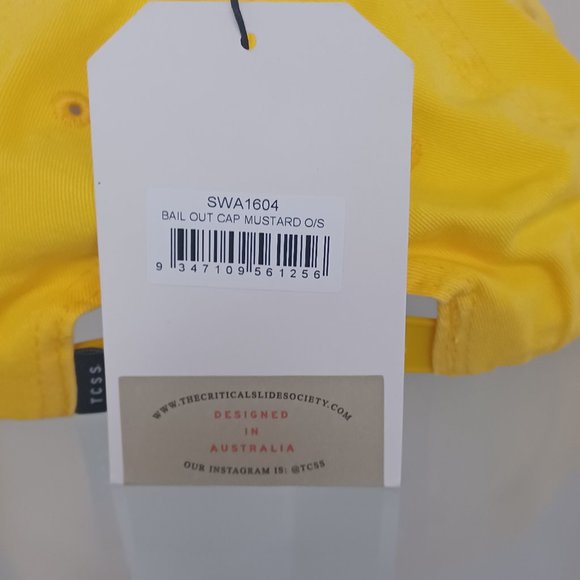 SWA1604
BAIL OUT CAP MUSTARD O/S
9 347109 561256
TCSS
WWW.THECRITICALSLIDESOCIETY.COM
DESIGNED
IN
AUSTRALIA
OUR INSTAGRAM IS: @TCSS